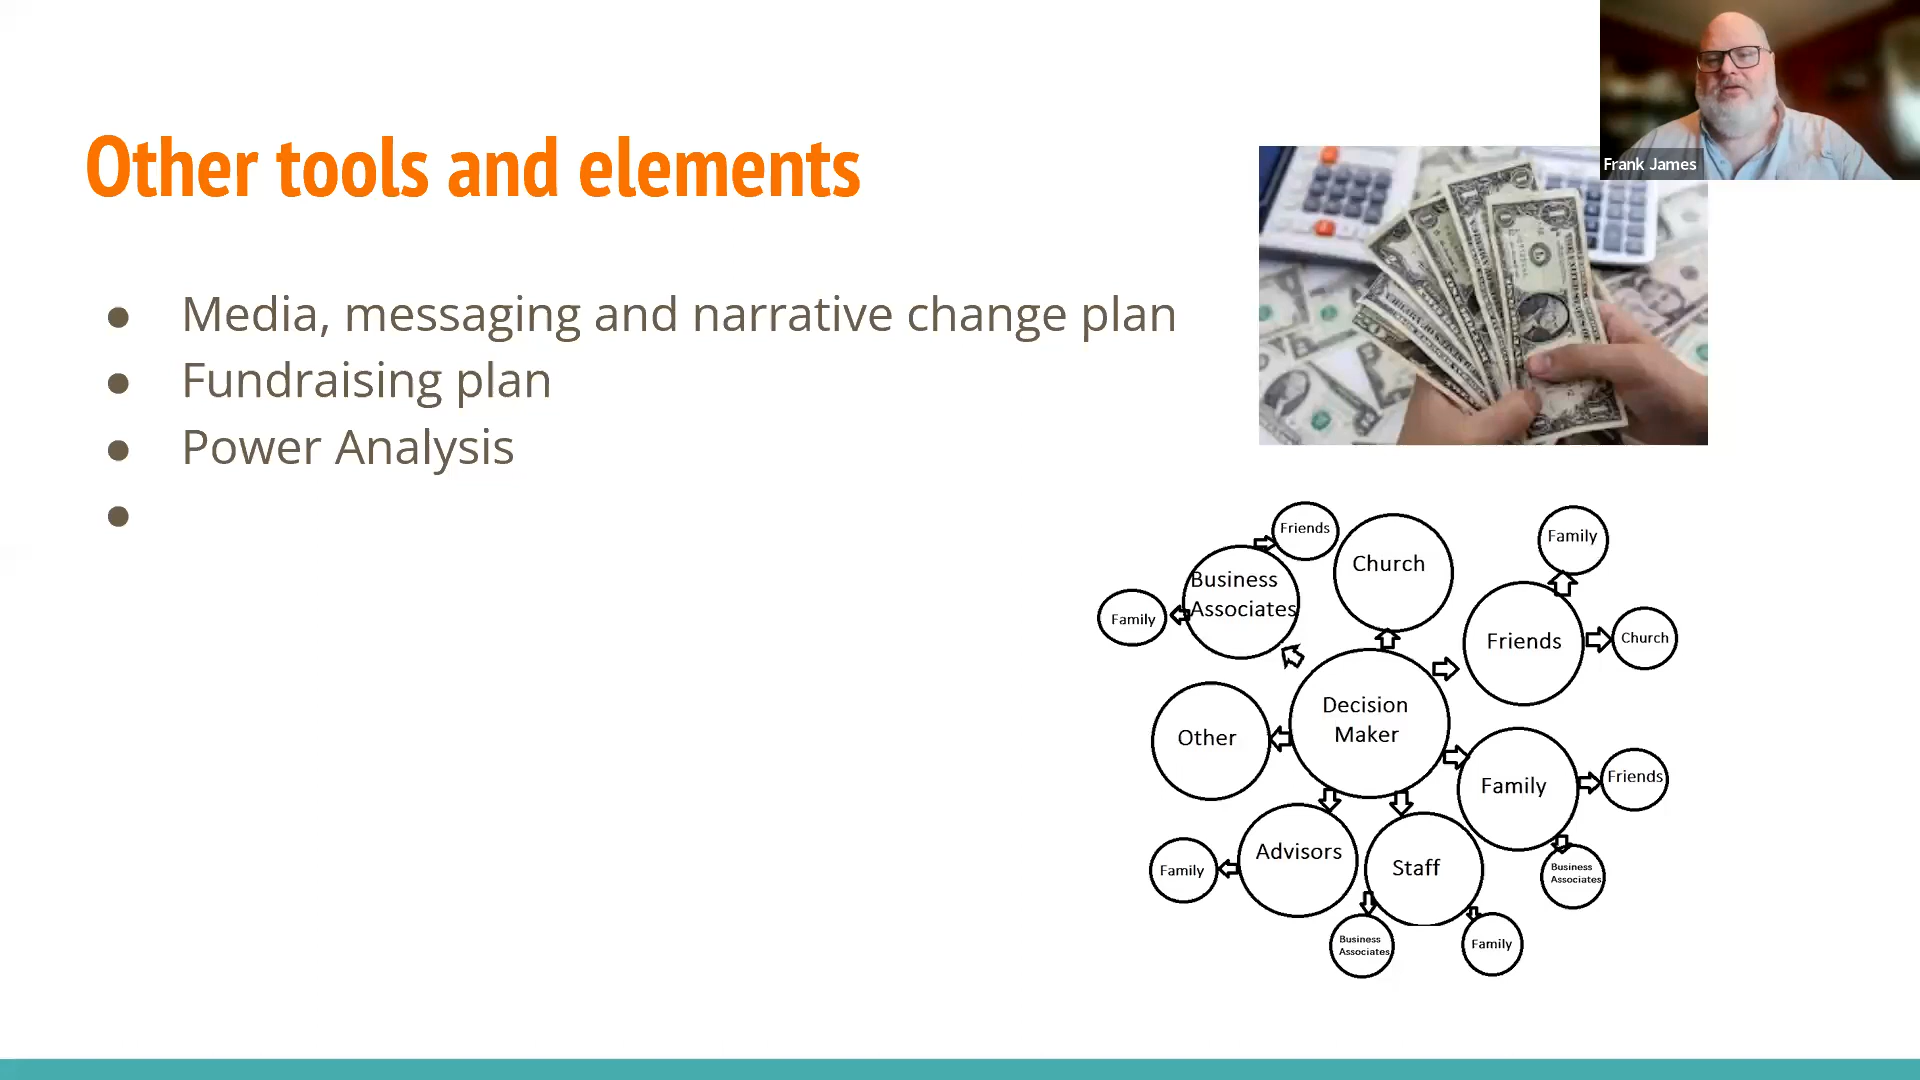 Other tools and elements
Frank James
● Media, messaging and narrative change plan
● Fundraising plan
● Power Analysis
●
Friends
Church
Family
Business
Associates
Family
Friends
Church
Decision
Maker
Other
Family
Friends
Advisors
Staff
Family
Business
Associates
Business
Associates
Family